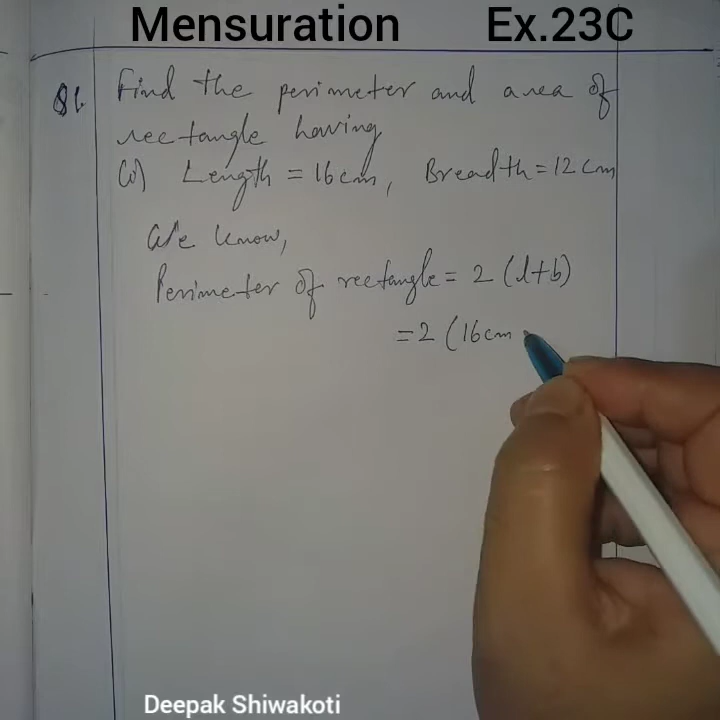 Mensuration Ex.23C
Q1. Find the perimeter and area of
rectangle having
(a) Length = 16cm, Breadth = 12 cm
We know,
Perimeter of rectangle = 2 (l+b)
= 2 (16cm
Deepak Shiwakoti